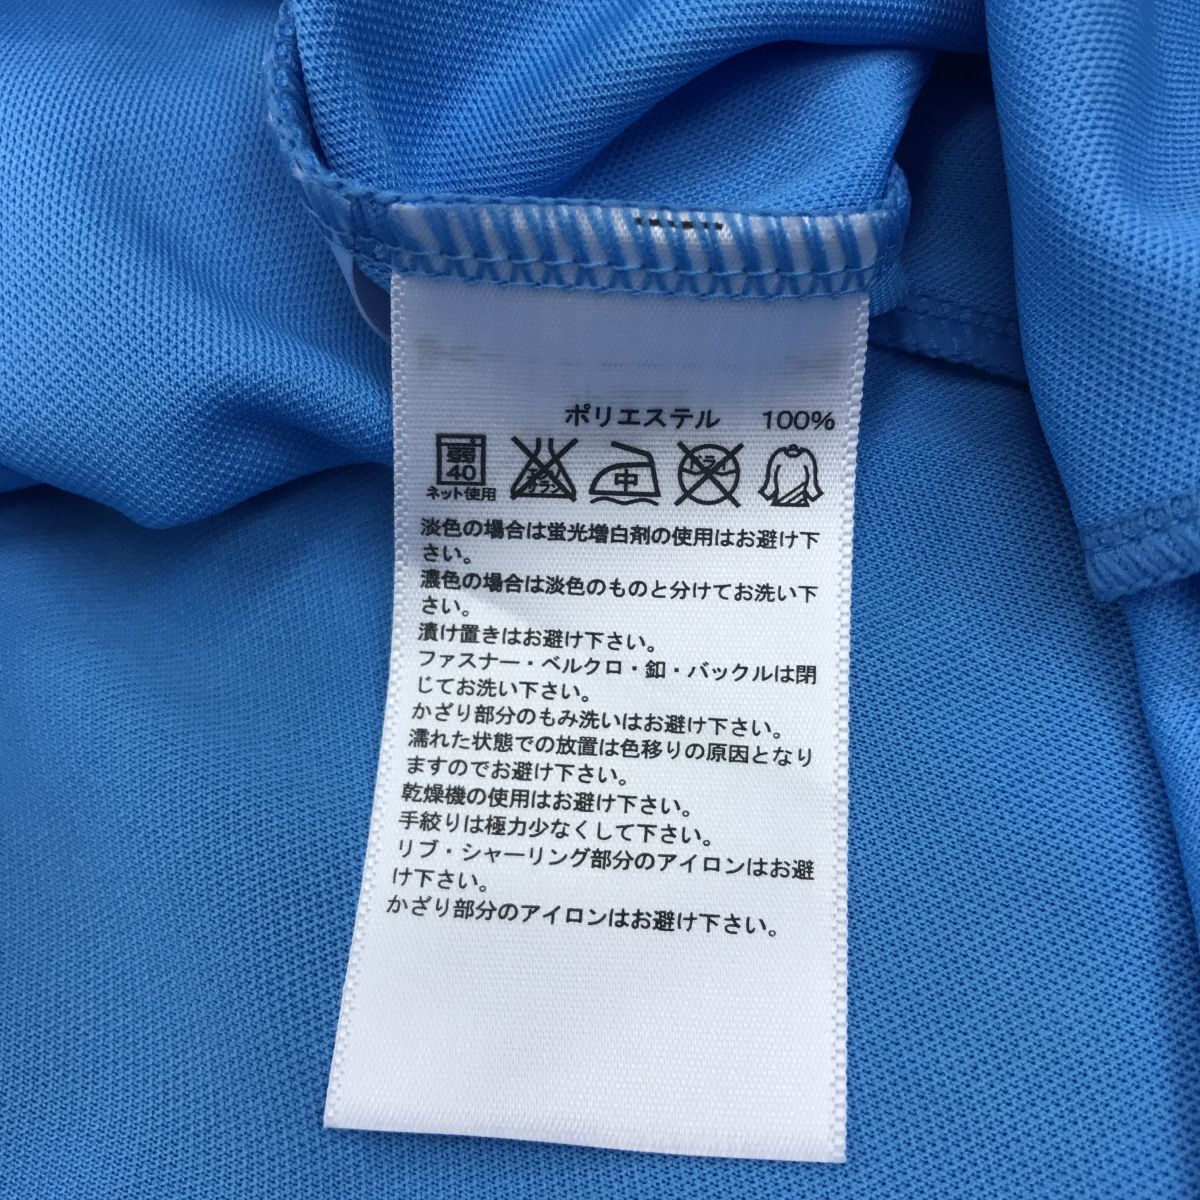 ポリエステル 100%
弱
40
ネット使用
エンソ
サラシ
中
ドライ
淡色の場合は蛍光増白剤の使用はお避け下
さい。
濃色の場合は淡色のものと分けてお洗い下
さい。
漬け置きはお避け下さい。
ファスナー・ベルクロ・釦・バックルは閉
じてお洗い下さい。
かざり部分のもみ洗いはお避け下さい。
濡れた状態での放置は色移りの原因となり
ますのでお避け下さい。
乾燥機の使用はお避け下さい。
手絞りは極力少なくして下さい。
リブ・シャーリング部分のアイロンはお避
け下さい。
かざり部分のアイロンはお避け下さい。